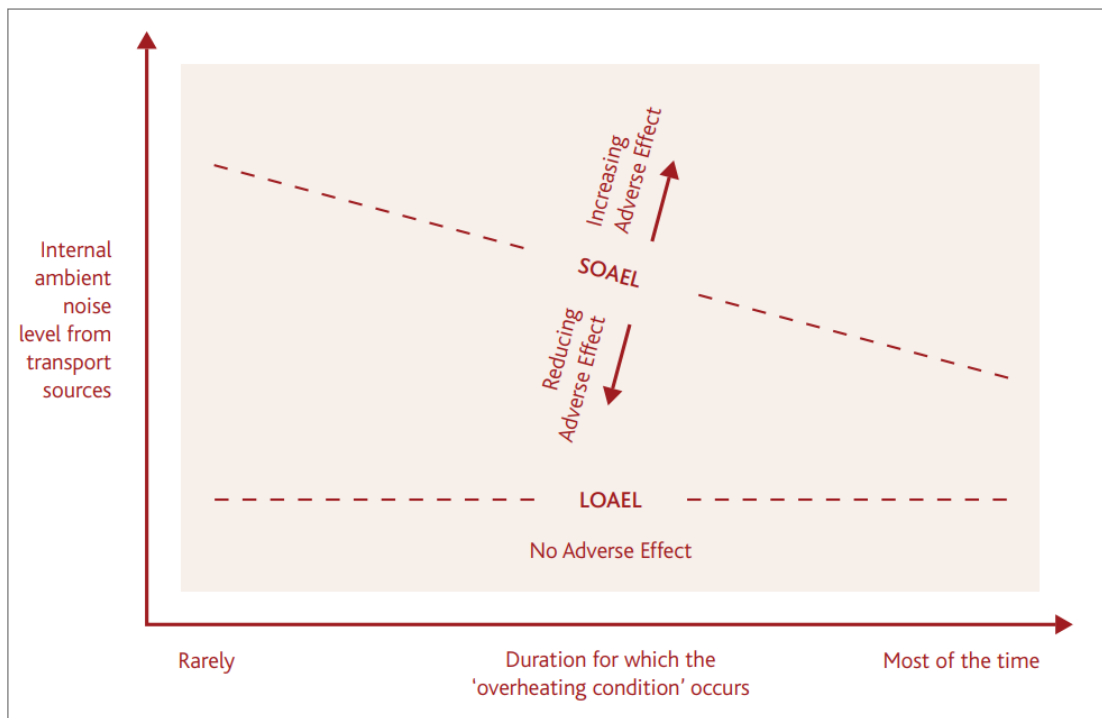 Increasing
Adverse Effect
Internal
ambient
noise
level from
transport
sources
SOAEL
Reducing
Adverse Effect
LOAEL
No Adverse Effect
Rarely
Duration for which the
‘overheating condition’ occurs
Most of the time